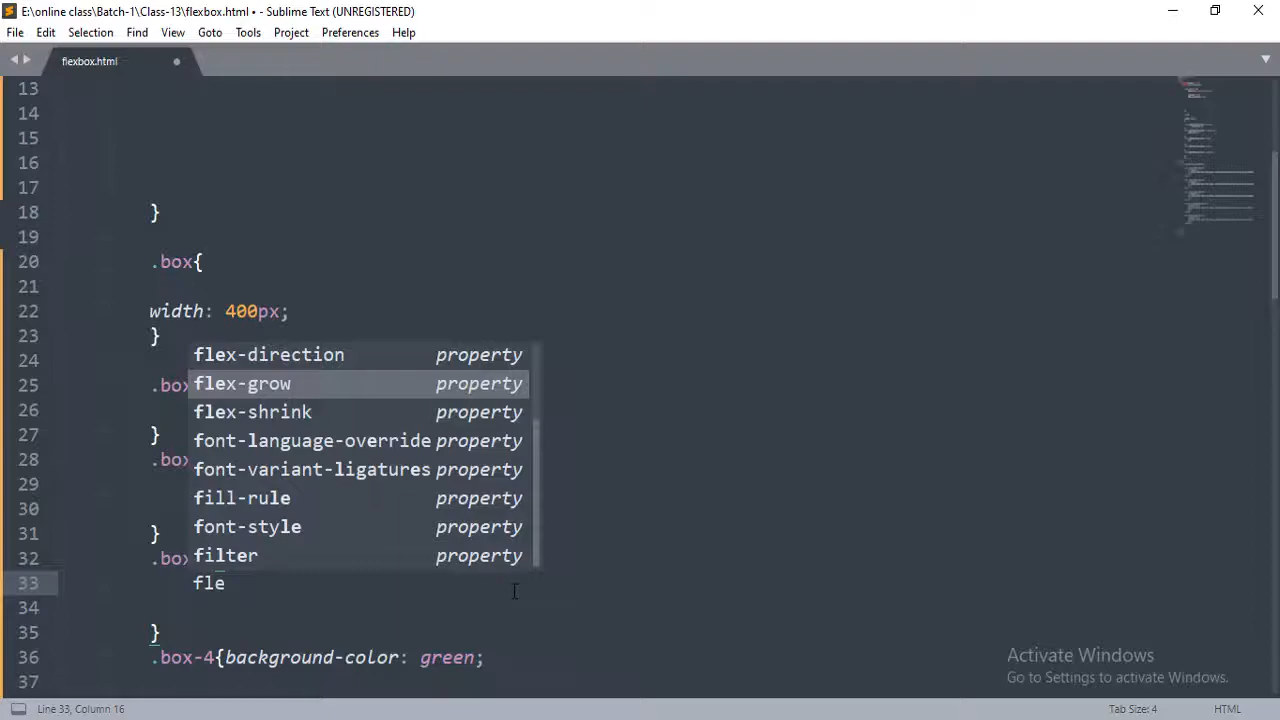 E:\online class\Batch-1\Class-13\flexbox.html • - Sublime Text (UNREGISTERED)
File Edit Selection Find View Goto Tools Project Preferences Help
flexbox.html
13
14
15
16
17
18 }
19
20 .box{
21
22 width: 400px;
23 }
24
25 .box
26
27 }
28 .box
29
30
31 }
32 .box
33 fle
34
35 }
36 .box-4{background-color: green;
37
flex-direction property
flex-grow property
flex-shrink property
font-language-override property
font-variant-ligatures property
fill-rule property
font-style property
filter property
Activate Windows
Go to Settings to activate Windows.
Line 33, Column 16 Tab Size: 4 HTML